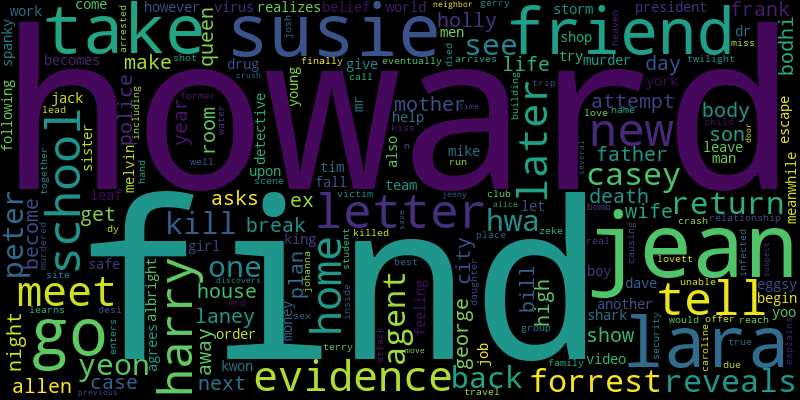 work
however
storm
president
come
virus
realizes
belief
world
neighbor
gerry
take
susie
friend
holly
frank
josh
arrested
spanky
queen
see
shop
dr
becomes
drug
men
try
murder
miss
bodhi
shot
finally
eventually
died
arrives
heaven
twilight
make
young
give
call
life
day
york
howard
following
jack
lead
police
year
crush
mother
later
new
attempt
room
former
mr
help
kiss
building
trip
love
name
body
child
door
son
sister
including
melvin
detective
water
time
father
leave
man
escape
school
together
hand
upon
also
mike
run
well
tim
n
several
casey
meanwhile
scene
fall
team
leaf
victim
jenny
death
relationship
peter
asks
ex
letter
club
let
alice
hwa
wife
return
become
get
kill
break
bomb
crash
murdered
dy
girl
king
killed
save
place
zeke
real
causing
jean
find
go
site
safe
albright
one
plan
student
johanna
home
agent
city
bill
high
boy
lovett
infected
suspect
meet
harry
house
discovers
inside
best
feeling
daughter
dave
unable
eggsy
tell
learns
desi
laney
end
george
another
begin
night
enters
agrees
away
order
money
sex
terry
attack
move
job
group
shark
security
would
offer
reach
yoo
lara
show
caroline
true
explains
allen
yeon
kwon
evidence
back
family
video
due
case
next
previous
travel
forrest
reveals